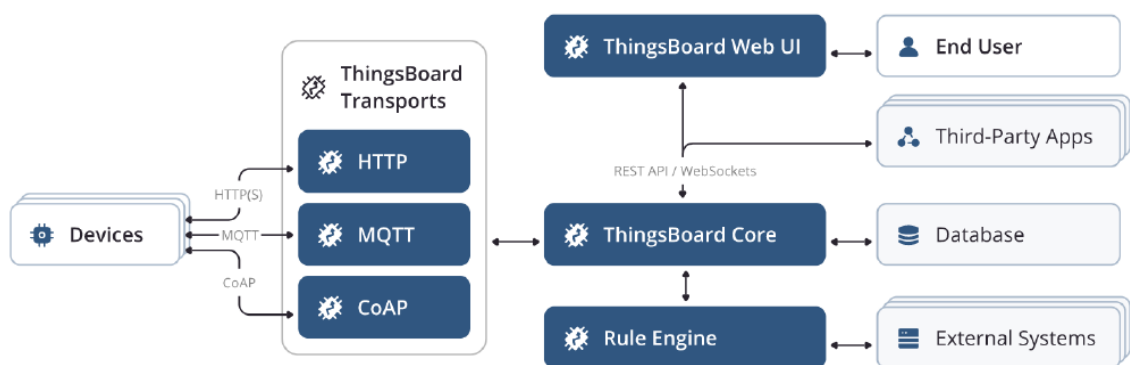 ThingsBoard Web UI
End User
ThingsBoard
Transports
Third-Party Apps
HTTP
REST API / WebSockets
HTTP(S)
Devices
MQTT
MQTT
ThingsBoard Core
Database
CoAP
CoAP
Rule Engine
External Systems